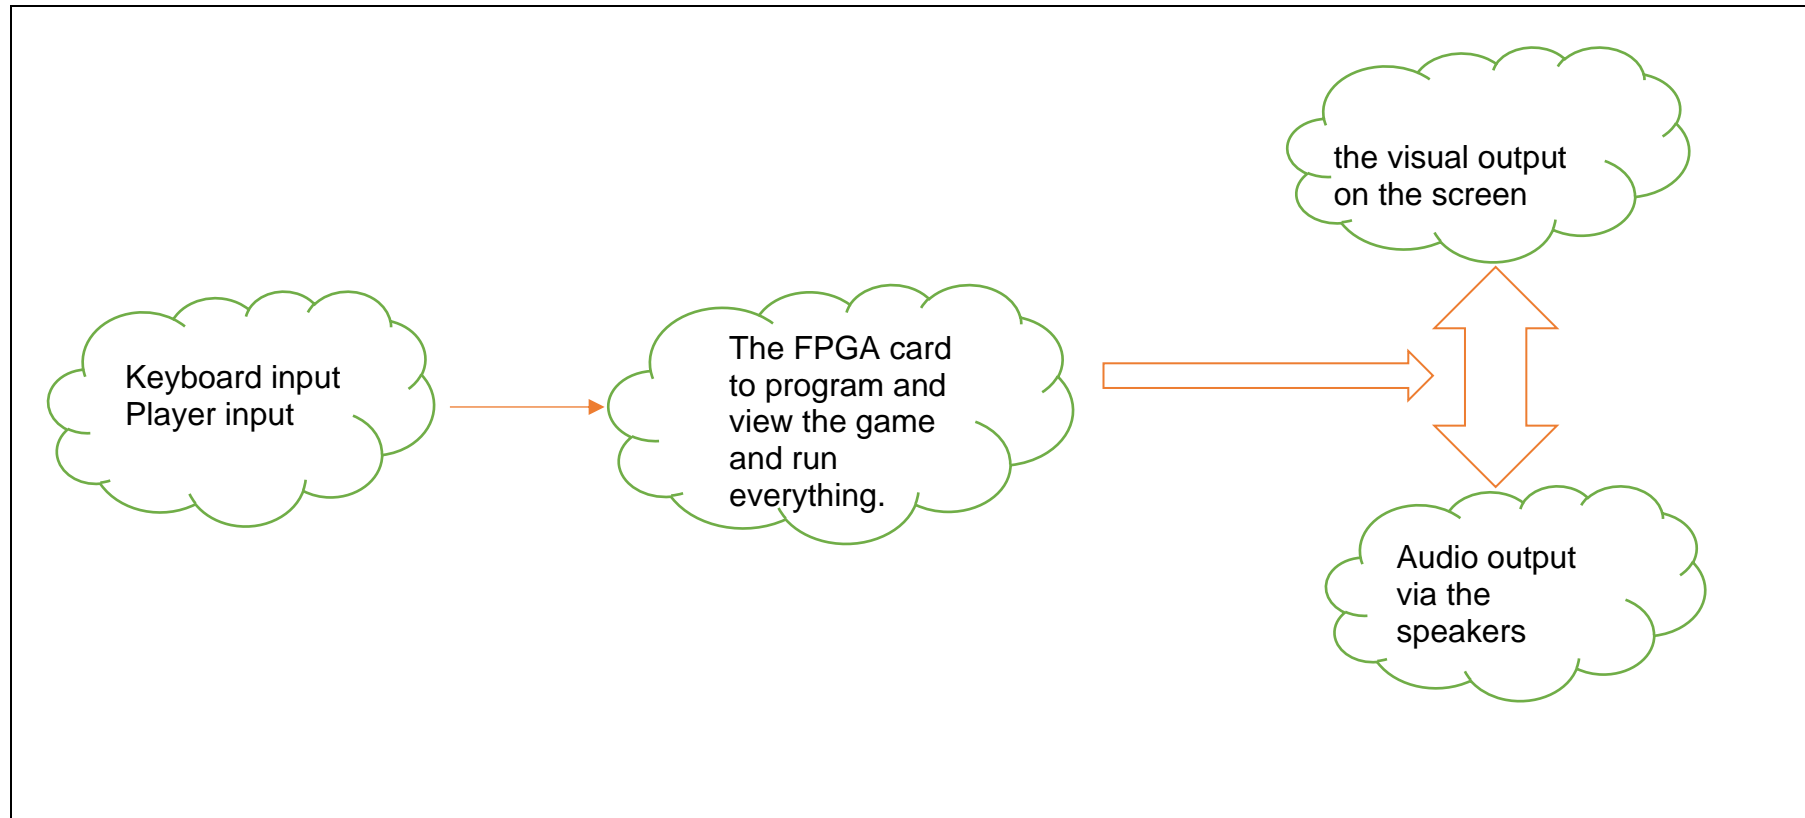 Keyboard input
Player input
The FPGA card
to program and
view the game
and run
everything.
the visual output
on the screen
Audio output
via the
speakers